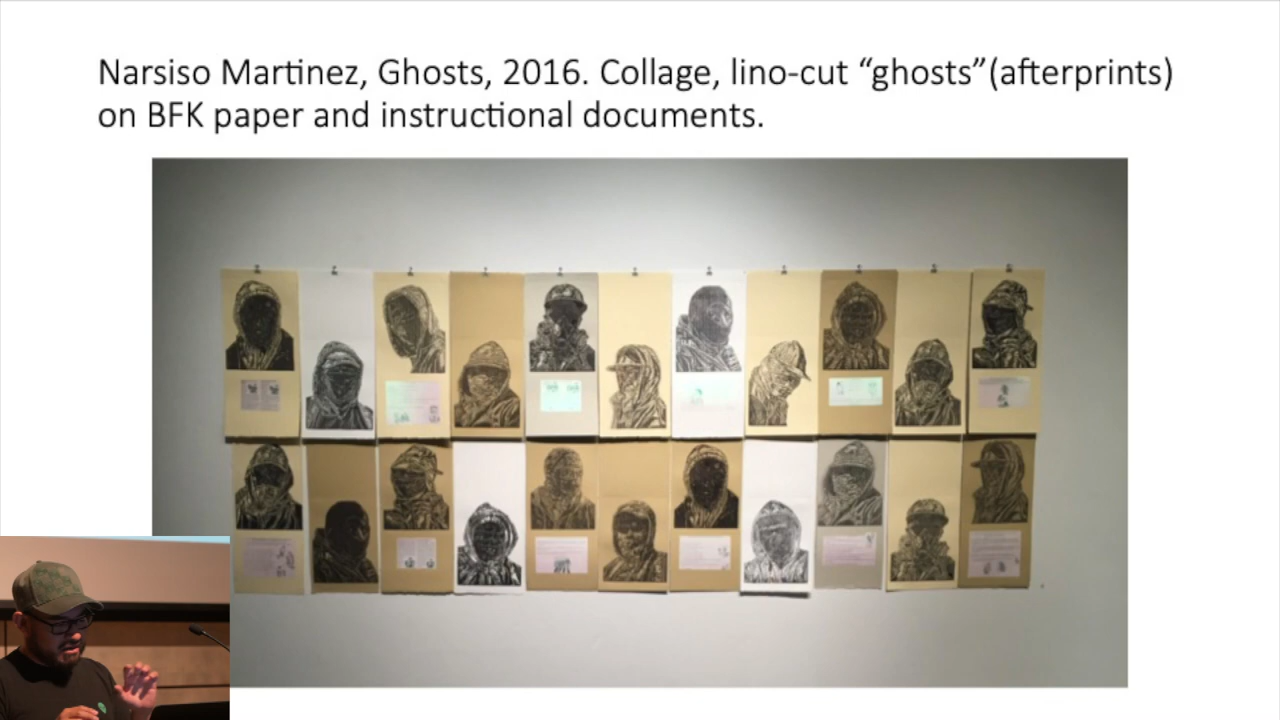 Narsiso Martinez, Ghosts, 2016. Collage, lino-cut “ghosts”(afterprints)
on BFK paper and instructional documents.